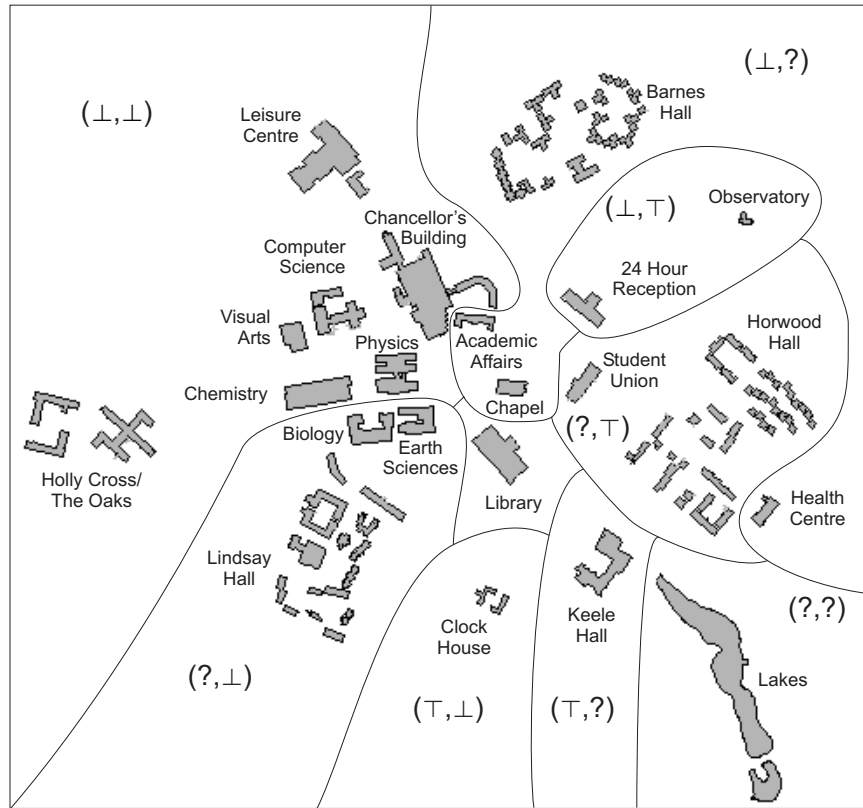 (⊥,?)
Barnes
Hall
(⊥,⊥)
Leisure
Centre
Observatory
(⊥,⊤)
Chancellor's
Building
Computer
Science
24 Hour
Reception
Visual
Arts
Horwood
Hall
Physics
Academic
Affairs
Student
Union
Chemistry
Chapel
(?,⊤)
Biology
Earth
Sciences
Holly Cross/
The Oaks
Library
Health
Centre
Lindsay
Hall
Clock
House
Keele
Hall
(?,?)
(?,⊥)
Lakes
(⊤,⊥)
(⊤,?)